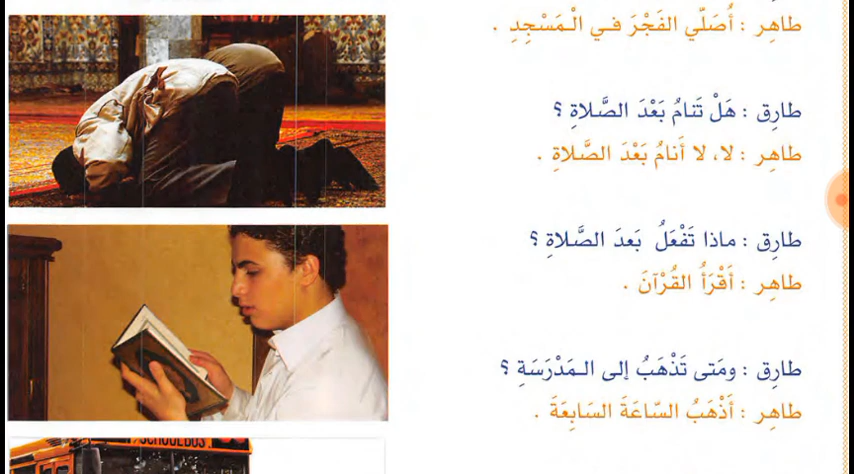 طاهِر : أُصَلّي الفَجْرَ في الْمَسْجِدِ .
طارِق : هَلْ تَنامُ بَعْدَ الصَّلاةِ ؟
طاهِر : لا، لا أَنامُ بَعْدَ الصَّلاةِ .
طارِق : ماذا تَفْعَلُ بَعدَ الصَّلاةِ ؟
طاهِر : أَقْرَأُ القُرْآنَ .
طارِق : ومَتى تَذْهَبُ إلى الـمَدْرَسَةِ ؟
طاهِر : أَذْهَبُ السّاعَةَ السَابِعَةَ .
SCHOOL BUS